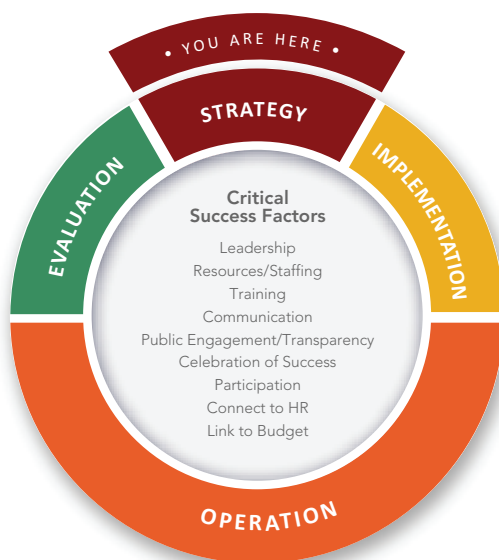 • YOU ARE HERE •
STRATEGY
EVALUATION
IMPLEMENTATION
Critical
Success Factors
Leadership
Resources/Staffing
Training
Communication
Public Engagement/Transparency
Celebration of Success
Participation
Connect to HR
Link to Budget
OPERATION